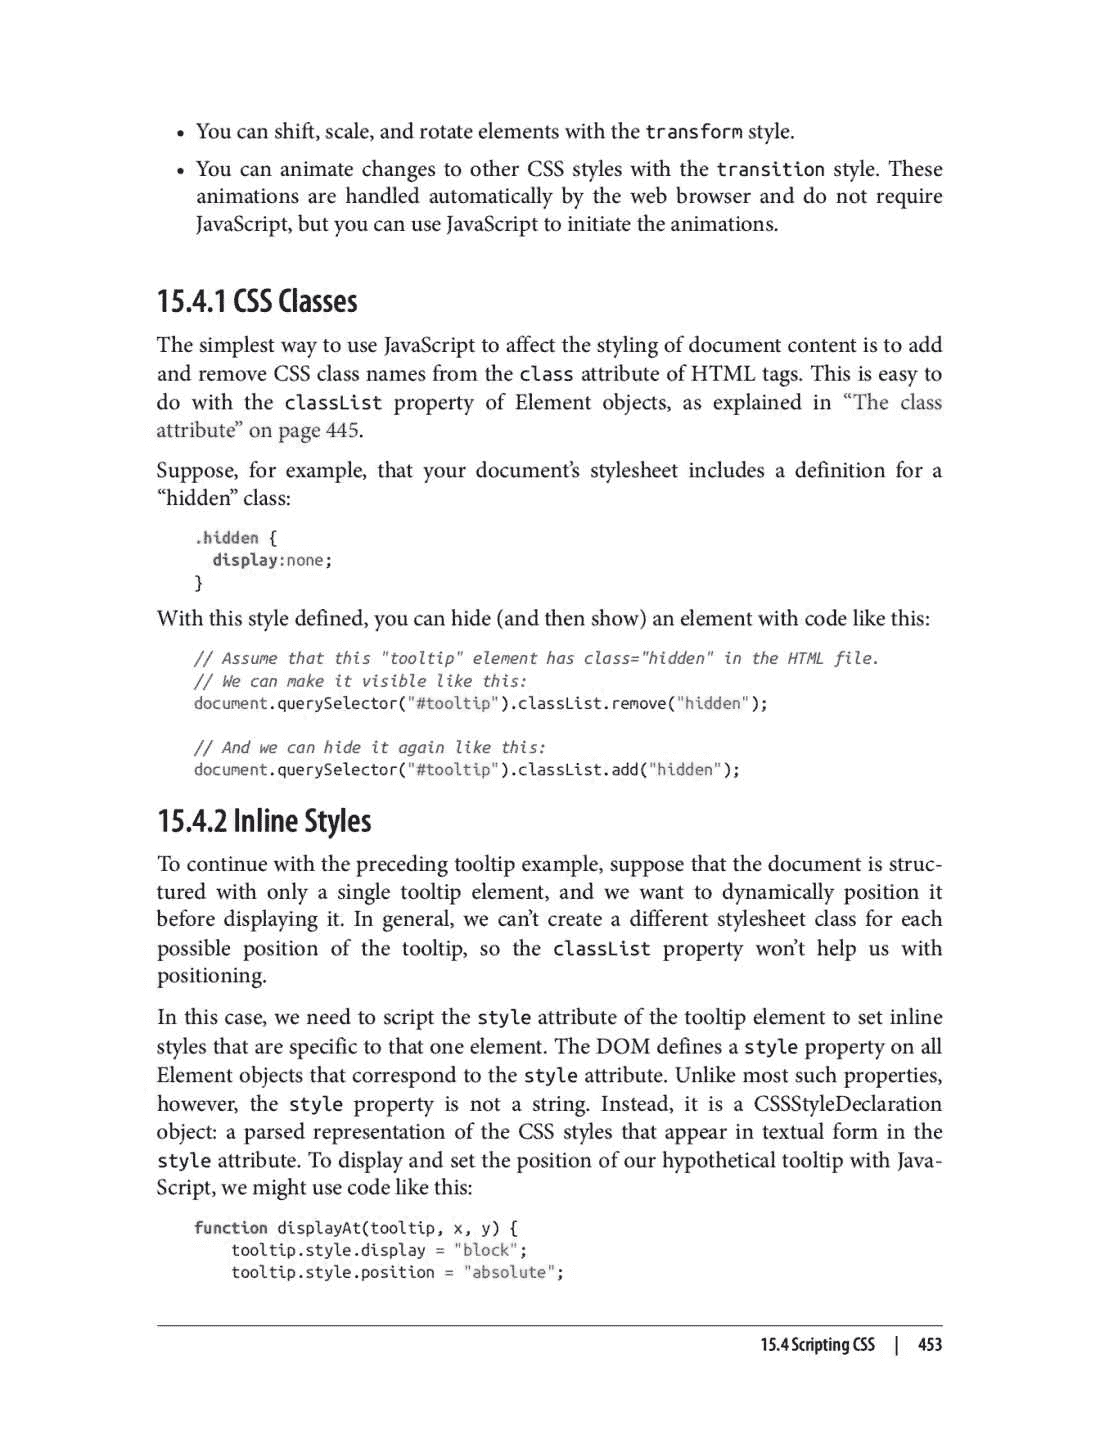 • You can shift, scale, and rotate elements with the transform style.
• You can animate changes to other CSS styles with the transition style. These
animations are handled automatically by the web browser and do not require
JavaScript, but you can use JavaScript to initiate the animations.
15.4.1 CSS Classes
The simplest way to use JavaScript to affect the styling of document content is to add
and remove CSS class names from the class attribute of HTML tags. This is easy to
do with the classList property of Element objects, as explained in “The class
attribute” on page 445.
Suppose, for example, that your document’s stylesheet includes a definition for a
“hidden” class:
.hidden {
  display:none;
}
With this style defined, you can hide (and then show) an element with code like this:
// Assume that this "tooltip" element has class="hidden" in the HTML file.
// We can make it visible like this:
document.querySelector("#tooltip").classList.remove("hidden");
// And we can hide it again like this:
document.querySelector("#tooltip").classList.add("hidden");
15.4.2 Inline Styles
To continue with the preceding tooltip example, suppose that the document is struc-
tured with only a single tooltip element, and we want to dynamically position it
before displaying it. In general, we can’t create a different stylesheet class for each
possible position of the tooltip, so the classList property won’t help us with
positioning.
In this case, we need to script the style attribute of the tooltip element to set inline
styles that are specific to that one element. The DOM defines a style property on all
Element objects that correspond to the style attribute. Unlike most such properties,
however, the style property is not a string. Instead, it is a CSSStyleDeclaration
object: a parsed representation of the CSS styles that appear in textual form in the
style attribute. To display and set the position of our hypothetical tooltip with Java-
Script, we might use code like this:
function displayAt(tooltip, x, y) {
    tooltip.style.display = "block";
    tooltip.style.position = "absolute";
15.4 Scripting CSS | 453